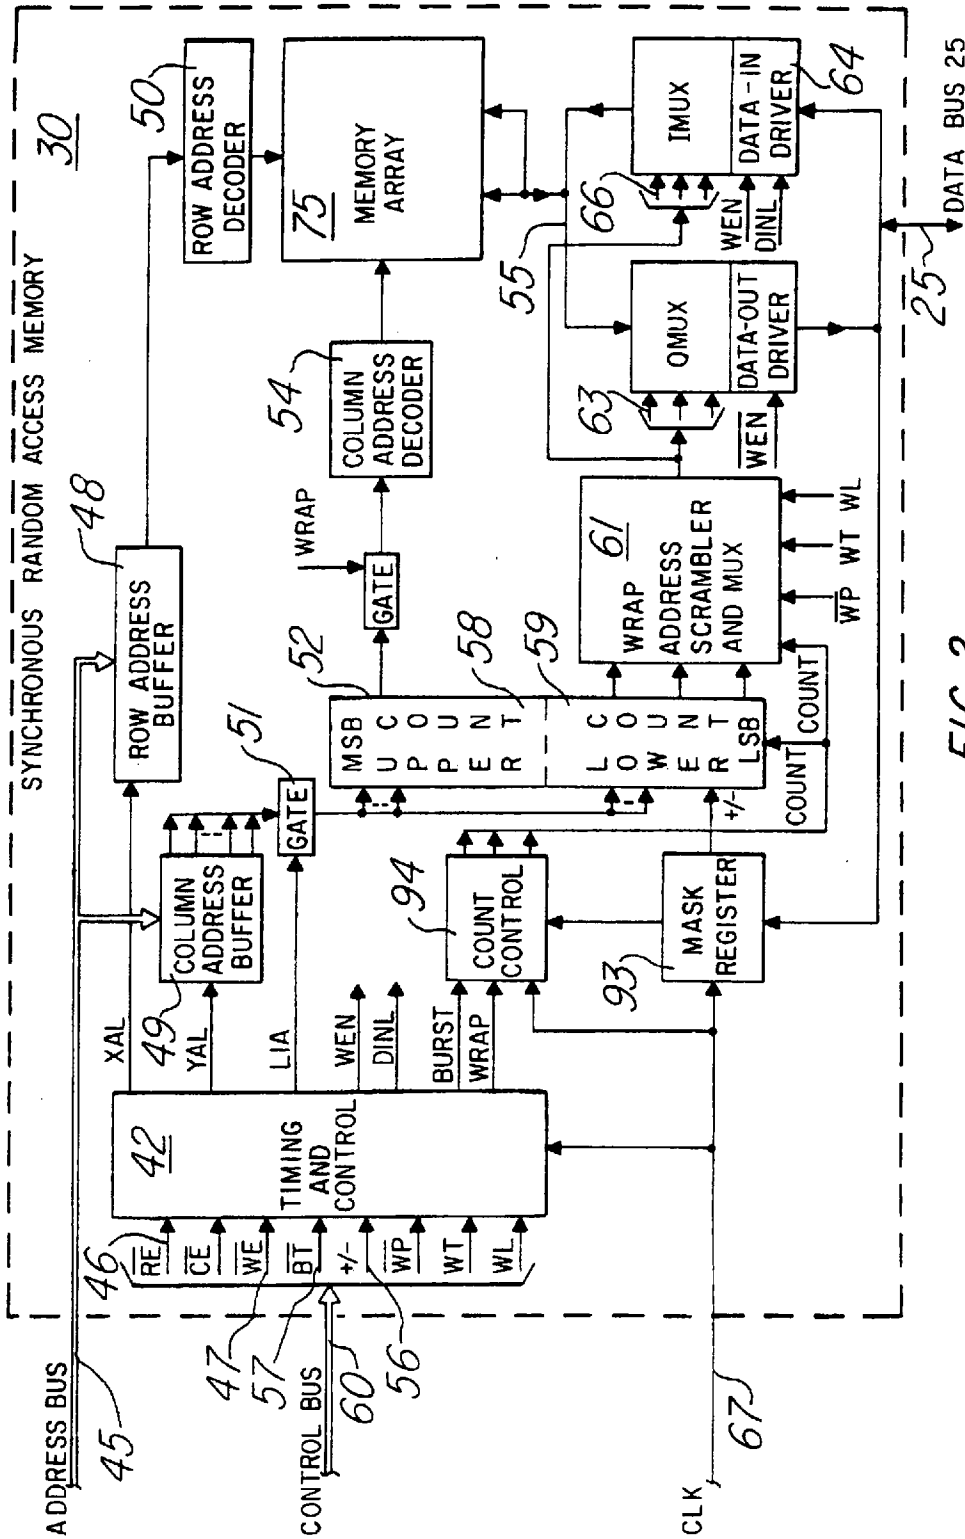 SYNCHRONOUS RANDOM ACCESS MEMORY
30
ADDRESS BUS
45
ROW ADDRESS
BUFFER
48
ROW ADDRESS
DECODER
50
XAL
COLUMN
ADDRESS
BUFFER
49
YAL
GATE
51
LIA
MEMORY
ARRAY
75
COLUMN
ADDRESS
DECODER
54
WRAP
GATE
TIMING
AND
CONTROL
42
RE
46
CE
WE
47
BT
57
+/-
56
WP
WT
WL
CONTROL BUS
60
WEN
DINL
BURST
WRAP
COUNT
CONTROL
94
MASK
REGISTER
93
MSB
UPPER
COUNT
52
58
LOWER
COUNT
59
LSB
+/-
COUNT
COUNT
WRAP
ADDRESS
SCRAMBLER
AND MUX
61
WP
WT
WL
OMUX
DATA-OUT
DRIVER
63
WEN
55
IMUX
DATA-IN
DRIVER
64
66
WEN
DINL
DATA BUS 25
25
CLK
67